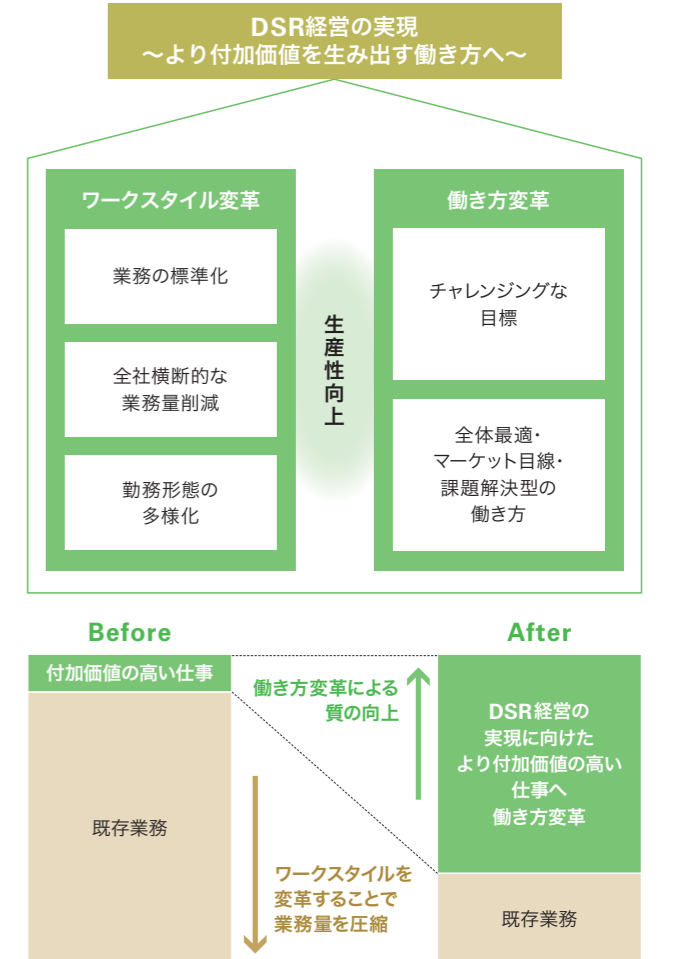 DSR経営の実現
～より付加価値を生み出す働き方へ～
ワークスタイル変革
業務の標準化
全社横断的な
業務量削減
勤務形態の
多様化
生産性向上
働き方変革
チャレンジングな
目標
全体最適・
マーケット目線・
課題解決型の
働き方
Before
付加価値の高い仕事
既存業務
働き方変革による
質の向上
ワークスタイルを
変革することで
業務量を圧縮
After
DSR経営の
実現に向けた
より付加価値の高い
仕事へ
働き方変革
既存業務